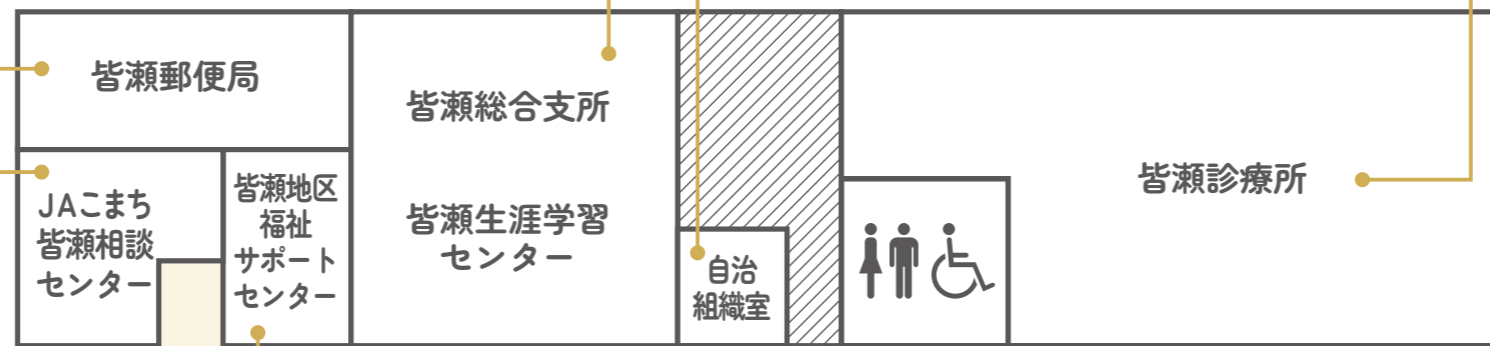 皆瀬郵便局
JAこまち
皆瀬相談
センター
皆瀬地区
福祉
サポート
センター
皆瀬総合支所
皆瀬生涯学習
センター
自治
組織室
皆瀬診療所